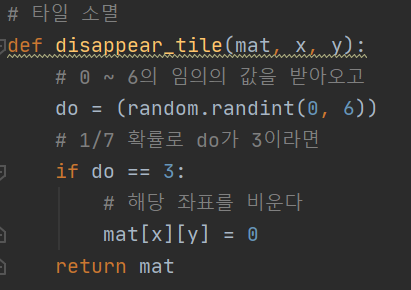 # 타일 소멸
def disappear_tile(mat, x, y):
    # 0 ~ 6의 임의의 값을 받아오고
    do = (random.randint(0, 6))
    # 1/7 확률로 do가 3이라면
    if do == 3:
        # 해당 좌표를 비운다
        mat[x][y] = 0
    return mat